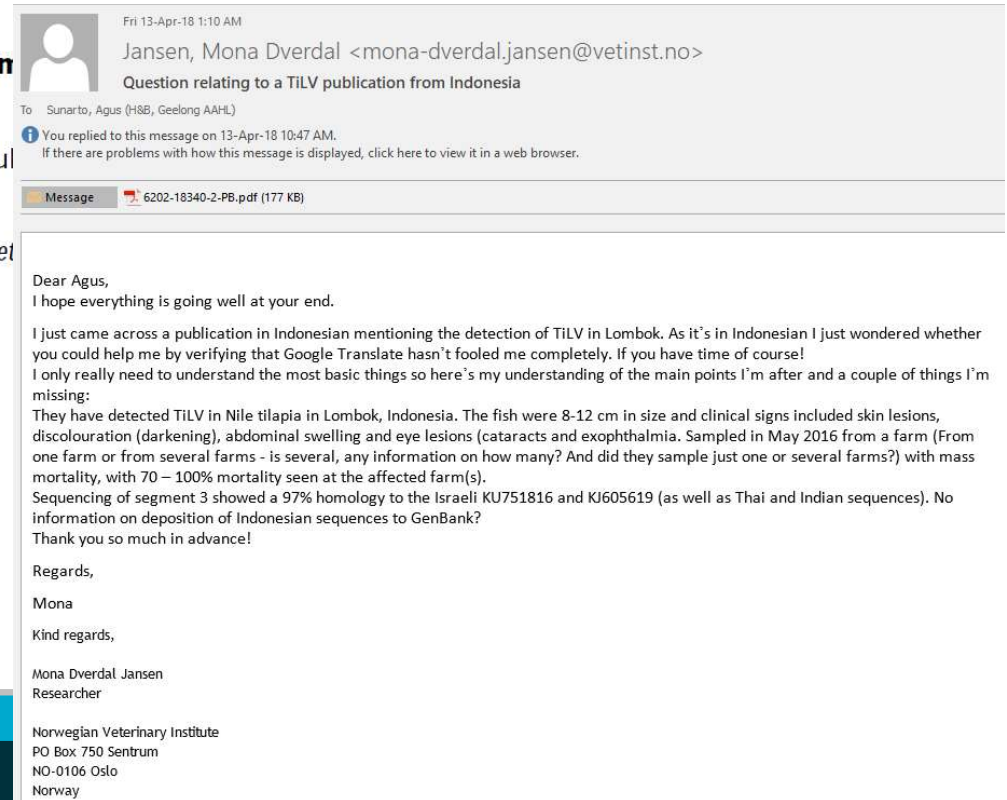 Fri 13-Apr-18 1:10 AM
Jansen, Mona Dverdal <mona-dverdal.jansen@vetinst.no>
Question relating to a TiLV publication from Indonesia
To Sunarto, Agus (H&B, Geelong AAHL)
You replied to this message on 13-Apr-18 10:47 AM.
If there are problems with how this message is displayed, click here to view it in a web browser.
Message 6202-18340-2-PB.pdf (177 KB)
Dear Agus,
I hope everything is going well at your end.
I just came across a publication in Indonesian mentioning the detection of TiLV in Lombok. As it's in Indonesian I just wondered whether
you could help me by verifying that Google Translate hasn't fooled me completely. If you have time of course!
I only really need to understand the most basic things so here's my understanding of the main points I'm after and a couple of things I'm
missing:
They have detected TiLV in Nile tilapia in Lombok, Indonesia. The fish were 8-12 cm in size and clinical signs included skin lesions,
discolouration (darkening), abdominal swelling and eye lesions (cataracts and exophthalmia. Sampled in May 2016 from a farm (From
one farm or from several farms - is several, any information on how many? And did they sample just one or several farms?) with mass
mortality, with 70 – 100% mortality seen at the affected farm(s).
Sequencing of segment 3 showed a 97% homology to the Israeli KU751816 and KJ605619 (as well as Thai and Indian sequences). No
information on deposition of Indonesian sequences to GenBank?
Thank you so much in advance!
Regards,
Mona
Kind regards,
Mona Dverdal Jansen
Researcher
Norwegian Veterinary Institute
PO Box 750 Sentrum
NO-0106 Oslo
Norway